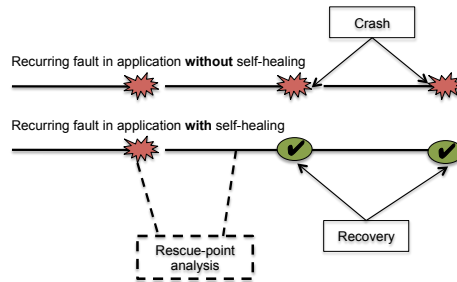 Crash
Recurring fault in application without self-healing
Recurring fault in application with self-healing
Rescue-point
analysis
Recovery